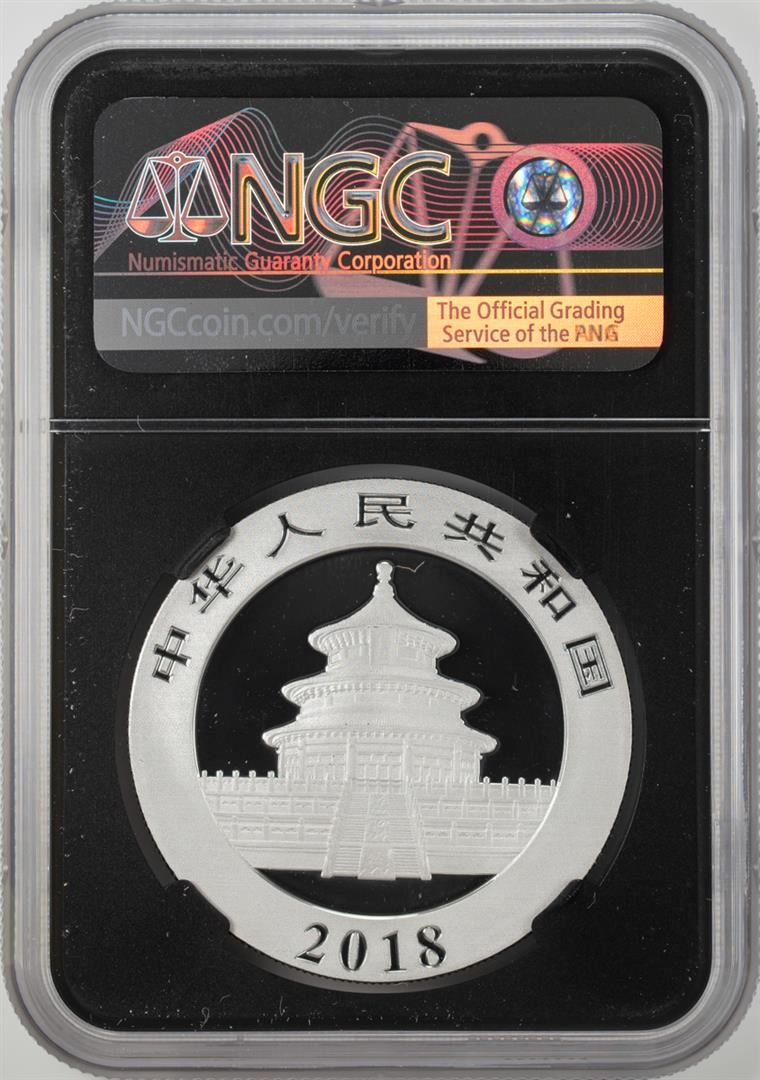 NGC
Numismatic Guaranty Corporation
NGCcoin.com/verify
The Official Grading
Service of the PNG
中华人民共和国
2018